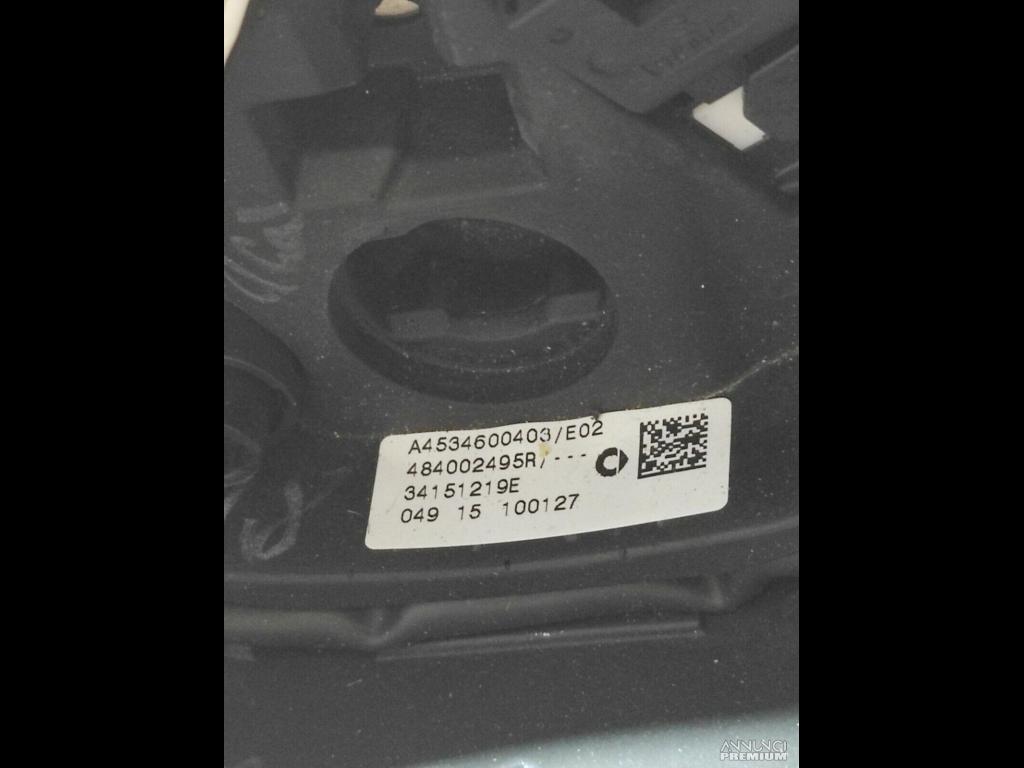 A4534600403/E02
484002495R/---
34151219E
049 15 100127
ANNUNCI
PREMIUM